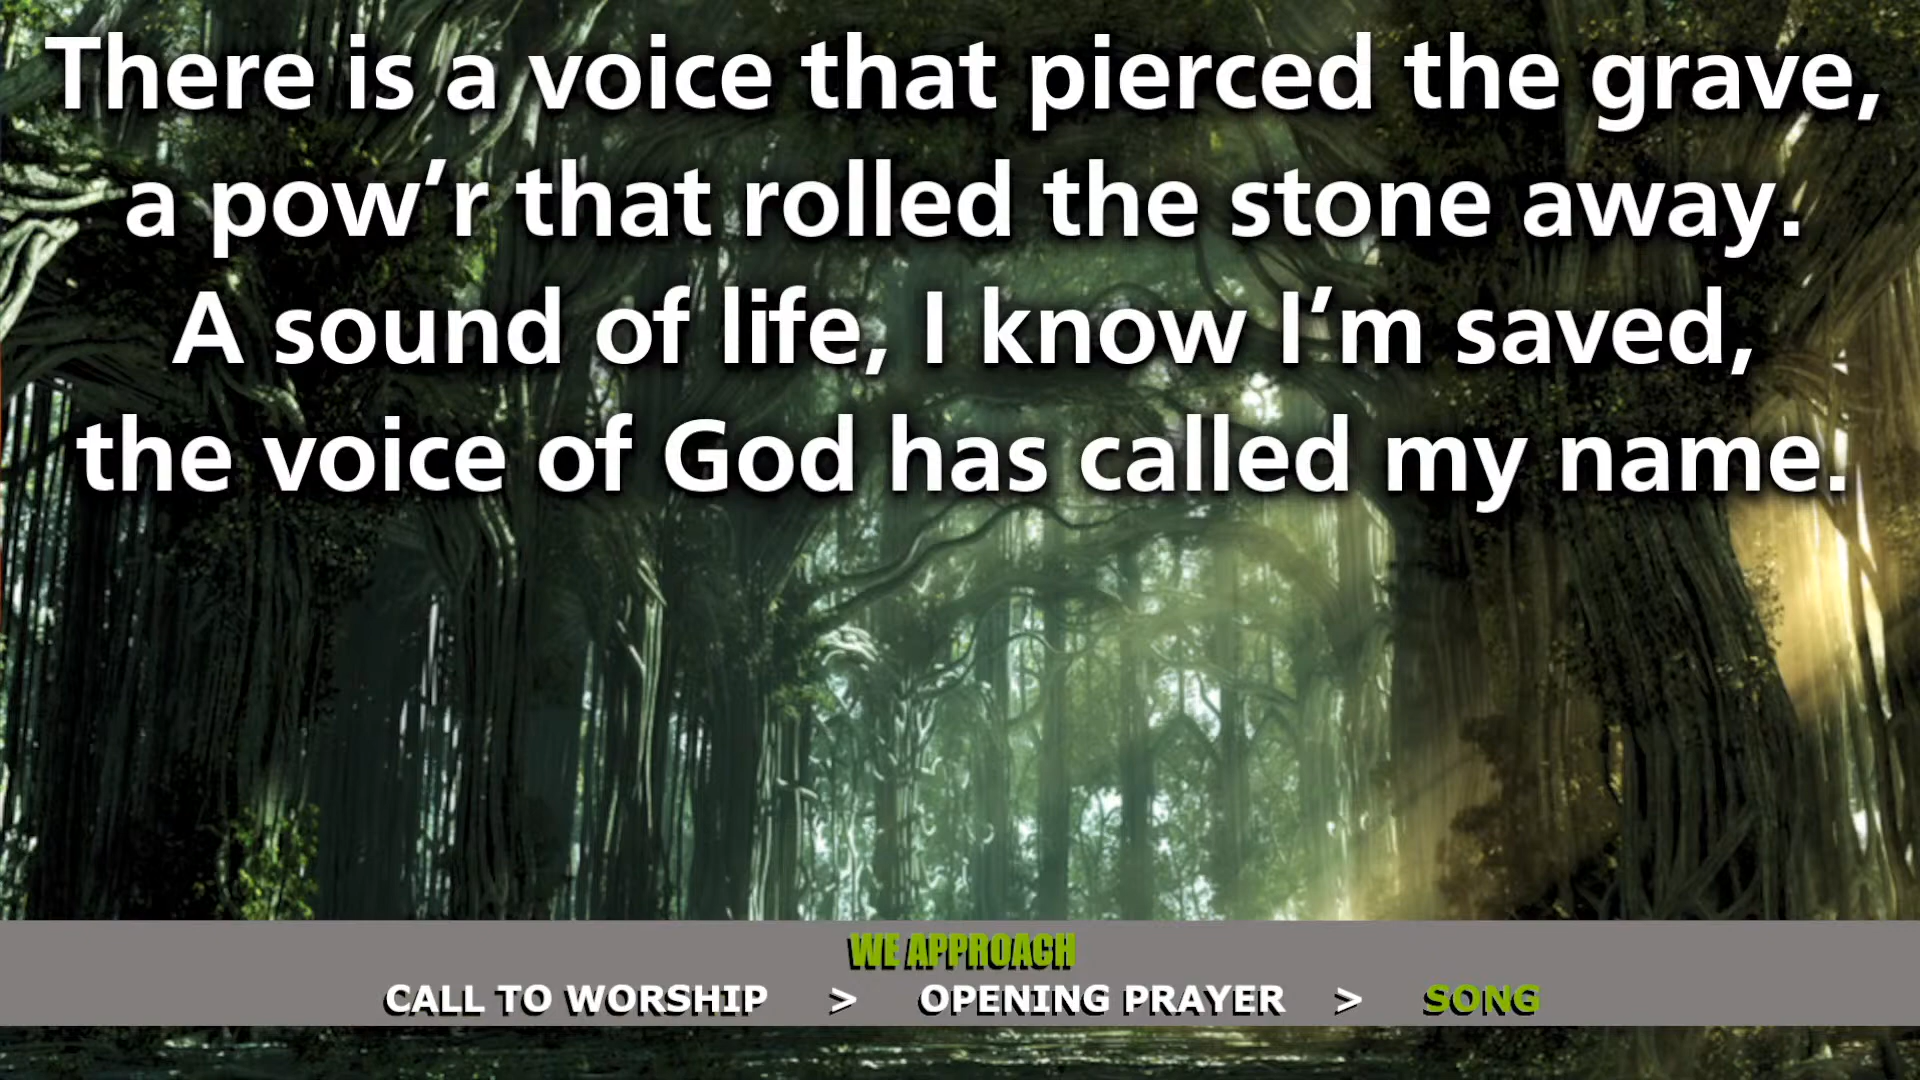 There is a voice that pierced the grave,
a pow’r that rolled the stone away.
A sound of life, I know I’m saved,
the voice of God has called my name.
WE APPROACH
CALL TO WORSHIP > OPENING PRAYER > SONG